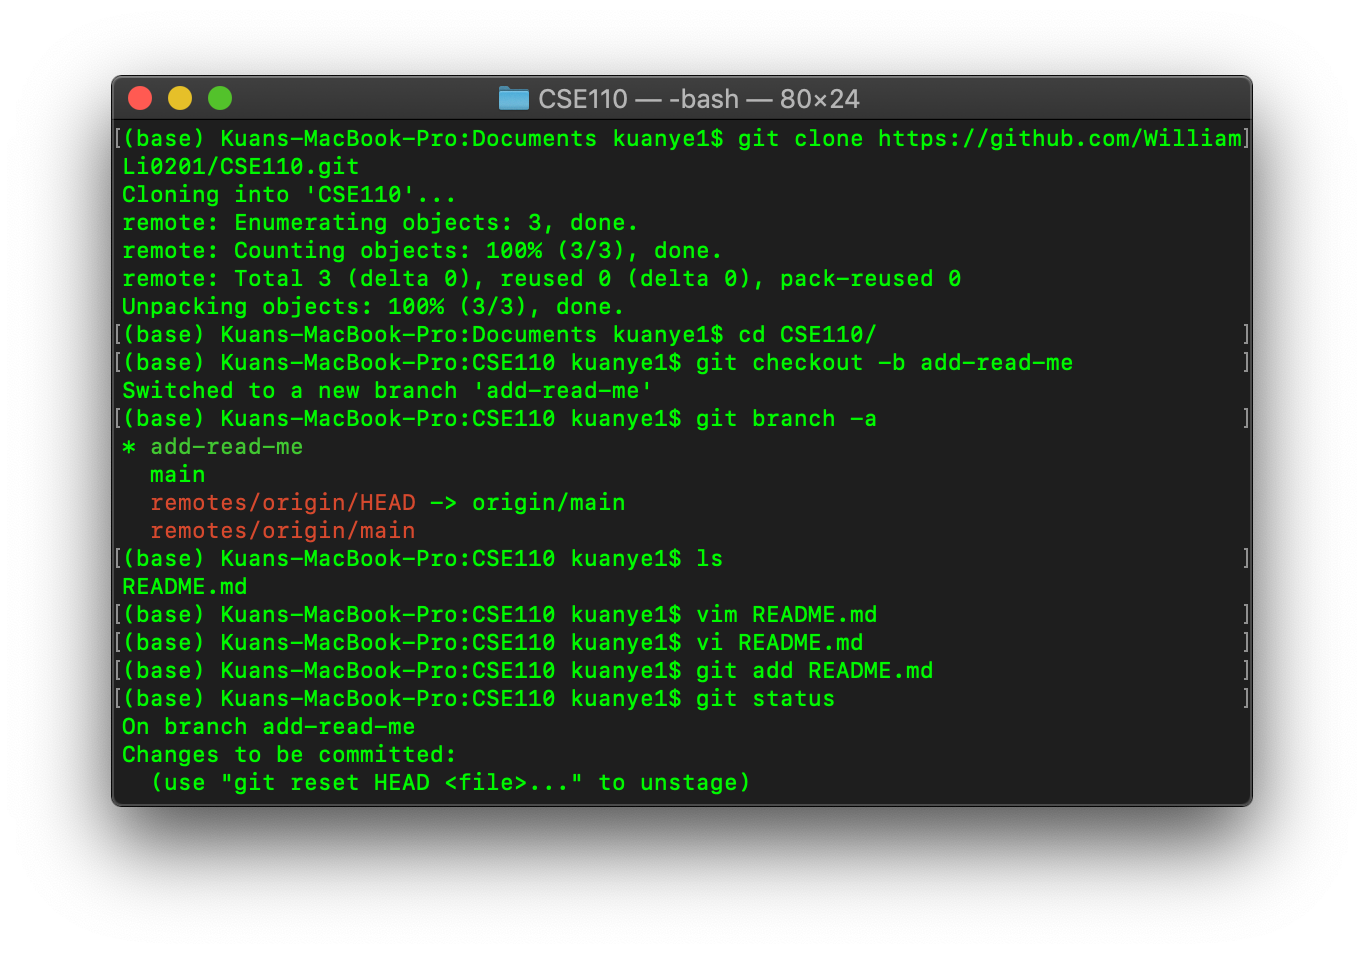 CSE110 — -bash — 80×24
[(base) Kuans-MacBook-Pro:Documents kuanye1$ git clone https://github.com/William]
Li0201/CSE110.git
Cloning into 'CSE110'...
remote: Enumerating objects: 3, done.
remote: Counting objects: 100% (3/3), done.
remote: Total 3 (delta 0), reused 0 (delta 0), pack-reused 0
Unpacking objects: 100% (3/3), done.
[(base) Kuans-MacBook-Pro:Documents kuanye1$ cd CSE110/ ]
[(base) Kuans-MacBook-Pro:CSE110 kuanye1$ git checkout -b add-read-me ]
Switched to a new branch 'add-read-me'
[(base) Kuans-MacBook-Pro:CSE110 kuanye1$ git branch -a ]
* add-read-me
  main
  remotes/origin/HEAD -> origin/main
  remotes/origin/main
[(base) Kuans-MacBook-Pro:CSE110 kuanye1$ ls ]
README.md
[(base) Kuans-MacBook-Pro:CSE110 kuanye1$ vim README.md ]
[(base) Kuans-MacBook-Pro:CSE110 kuanye1$ vi README.md ]
[(base) Kuans-MacBook-Pro:CSE110 kuanye1$ git add README.md ]
[(base) Kuans-MacBook-Pro:CSE110 kuanye1$ git status ]
On branch add-read-me
Changes to be committed:
  (use "git reset HEAD <file>..." to unstage)